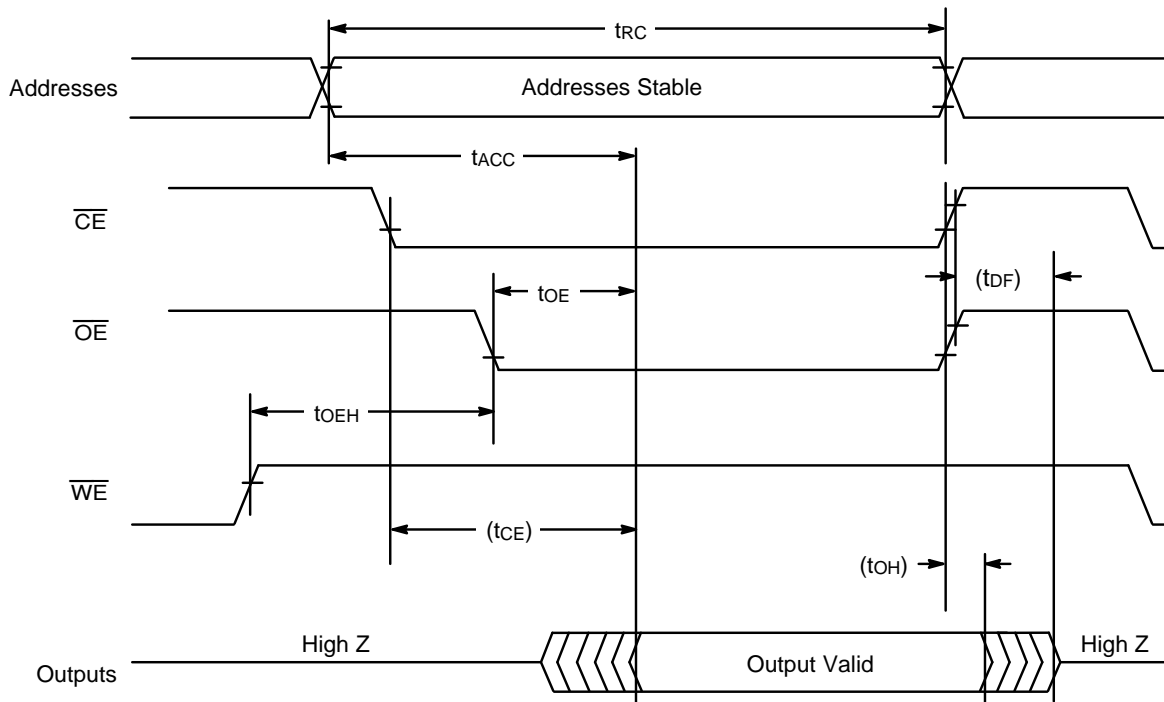 tRC
Addresses
Addresses Stable
tACC
CE
(tDF)
tOE
OE
tOEH
WE
(tCE)
(tOH)
High Z
Output Valid
High Z
Outputs